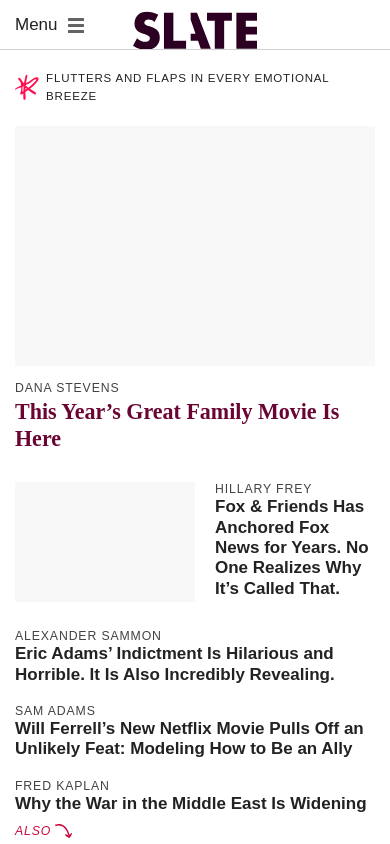 Menu
SLATE
FLUTTERS AND FLAPS IN EVERY EMOTIONAL
BREEZE
DANA STEVENS
This Year’s Great Family Movie Is
Here
HILLARY FREY
Fox & Friends Has
Anchored Fox
News for Years. No
One Realizes Why
It’s Called That.
ALEXANDER SAMMON
Eric Adams’ Indictment Is Hilarious and
Horrible. It Is Also Incredibly Revealing.
SAM ADAMS
Will Ferrell’s New Netflix Movie Pulls Off an
Unlikely Feat: Modeling How to Be an Ally
FRED KAPLAN
Why the War in the Middle East Is Widening
ALSO